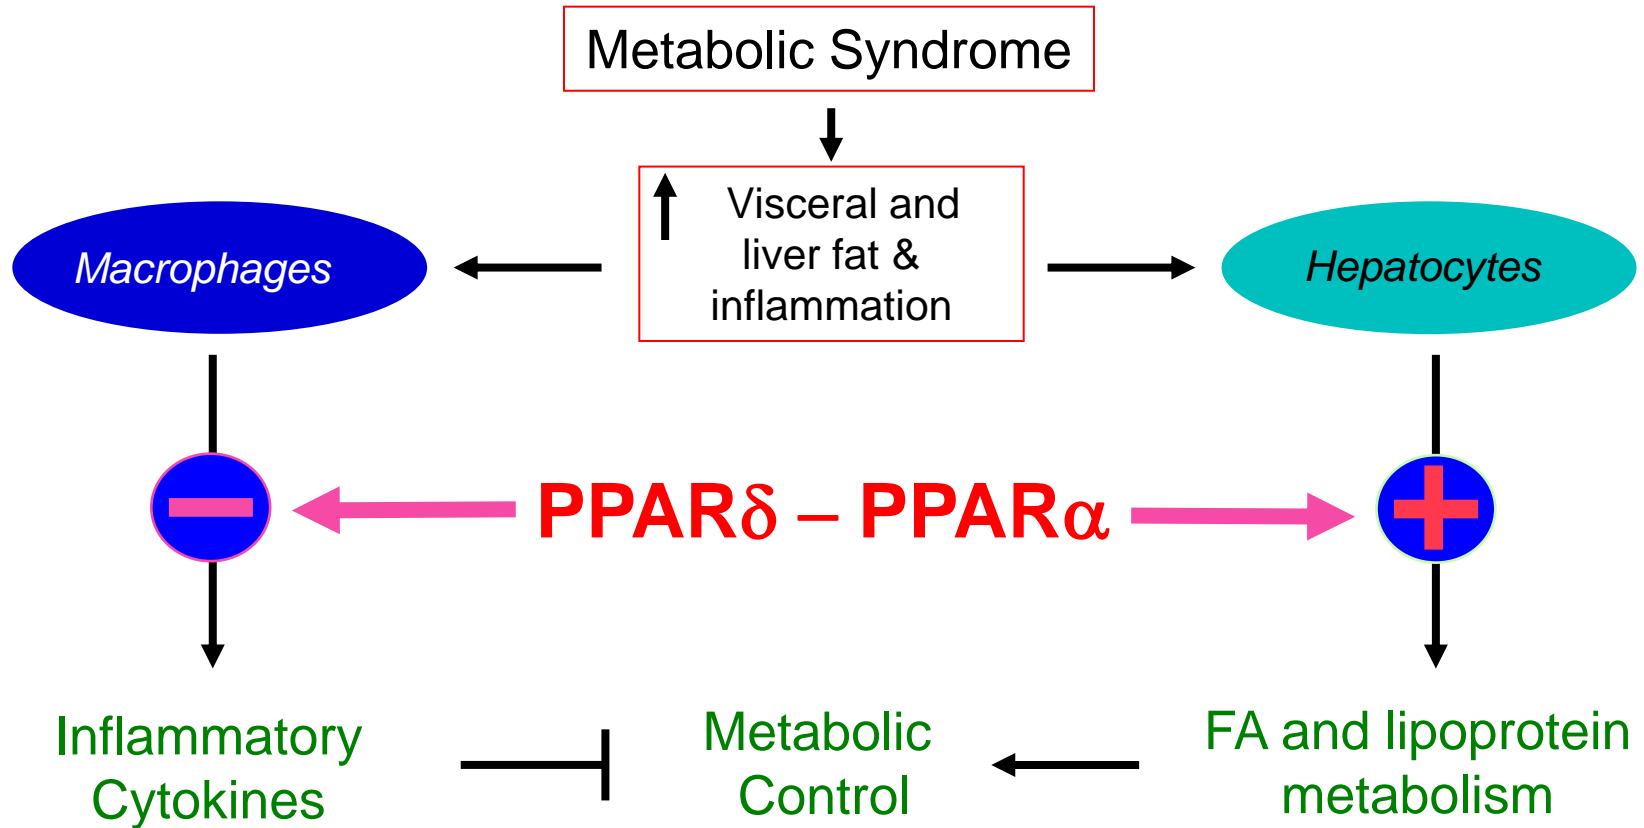 Metabolic Syndrome
Visceral and
liver fat &
inflammation
Macrophages
Hepatocytes
PPARδ – PPARα
Inflammatory
Cytokines
Metabolic
Control
FA and lipoprotein
metabolism